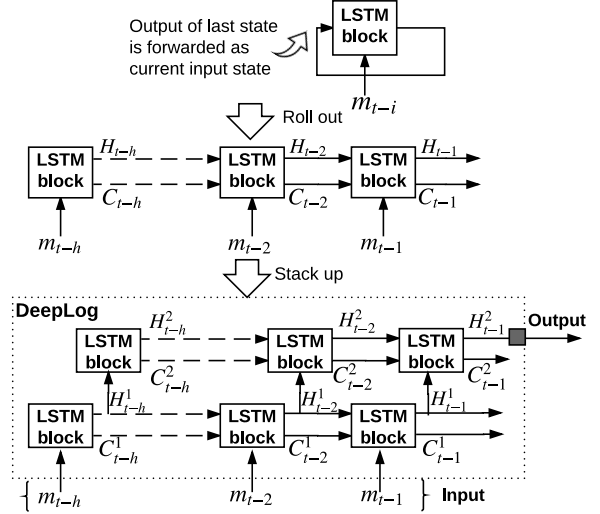 Output of last state
is forwarded as
current input state
LSTM
block
m_{t-i}
Roll out
LSTM
block
H_{t-h}
C_{t-h}
LSTM
block
H_{t-2}
C_{t-2}
LSTM
block
H_{t-1}
C_{t-1}
m_{t-h}
m_{t-2}
m_{t-1}
Stack up
DeepLog
LSTM
block
H^2_{t-h}
C^2_{t-h}
LSTM
block
H^2_{t-2}
C^2_{t-2}
LSTM
block
H^2_{t-1}
C^2_{t-1}
Output
LSTM
block
H^1_{t-h}
C^1_{t-h}
LSTM
block
H^1_{t-2}
C^1_{t-2}
LSTM
block
H^1_{t-1}
C^1_{t-1}
{ m_{t-h} m_{t-2} m_{t-1} } Input